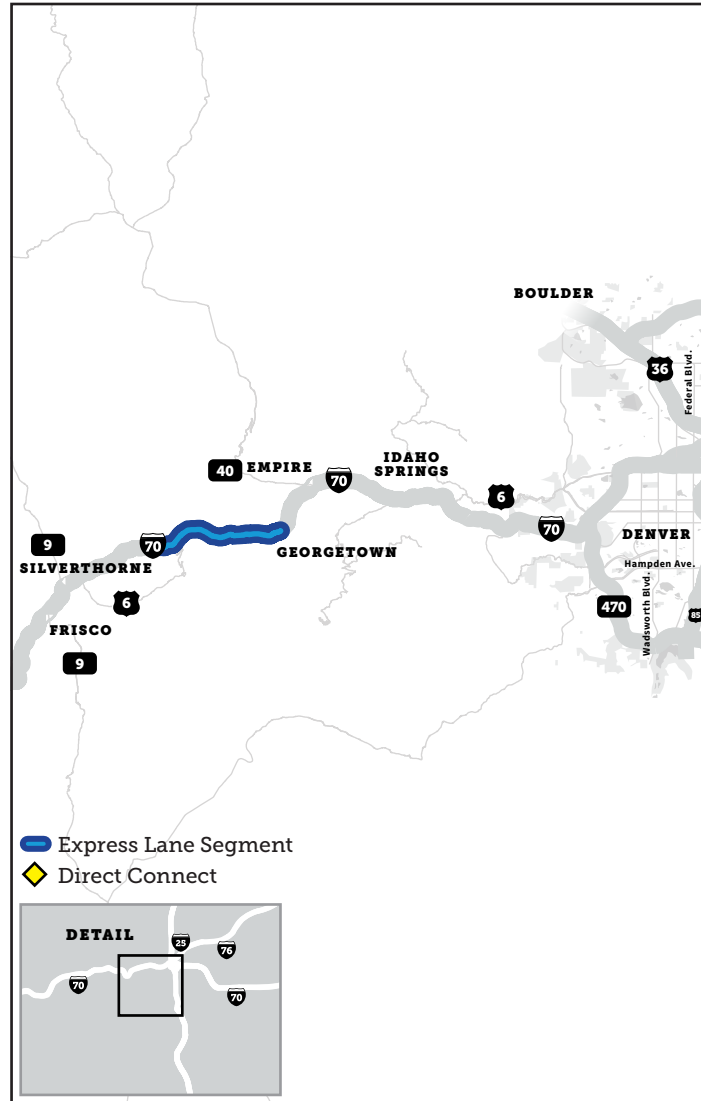 BOULDER
36
Federal Blvd.
IDAHO
SPRINGS
40
EMPIRE
70
6
9
70
GEORGETOWN
70
DENVER
SILVERTHORNE
Hampden Ave.
6
470
Wadsworth Blvd.
85
FRISCO
9
Express Lane Segment
Direct Connect
DETAIL
25
76
70
70